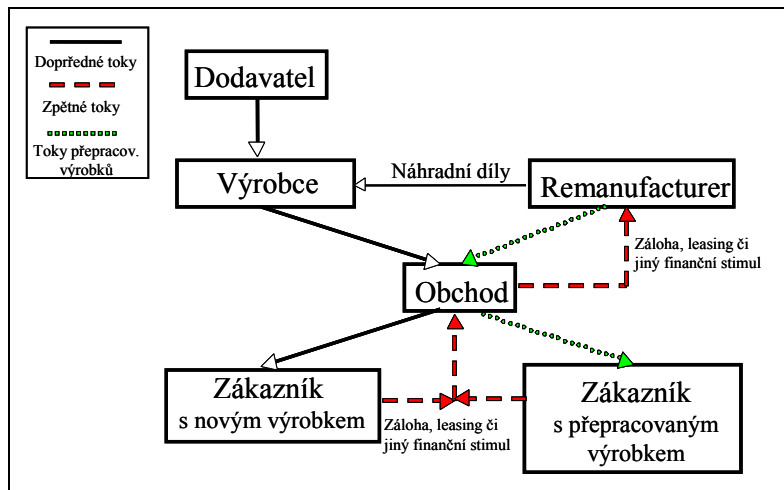 Dopředné toky
Zpětné toky
Toky přepracov.
výrobků
Dodavatel
Výrobce
Náhradní díly
Remanufacturer
Záloha, leasing či
jiný finanční stimul
Obchod
Zákazník
s novým výrobkem
Záloha, leasing či
jiný finanční stimul
Zákazník
s přepracovaným
výrobkem